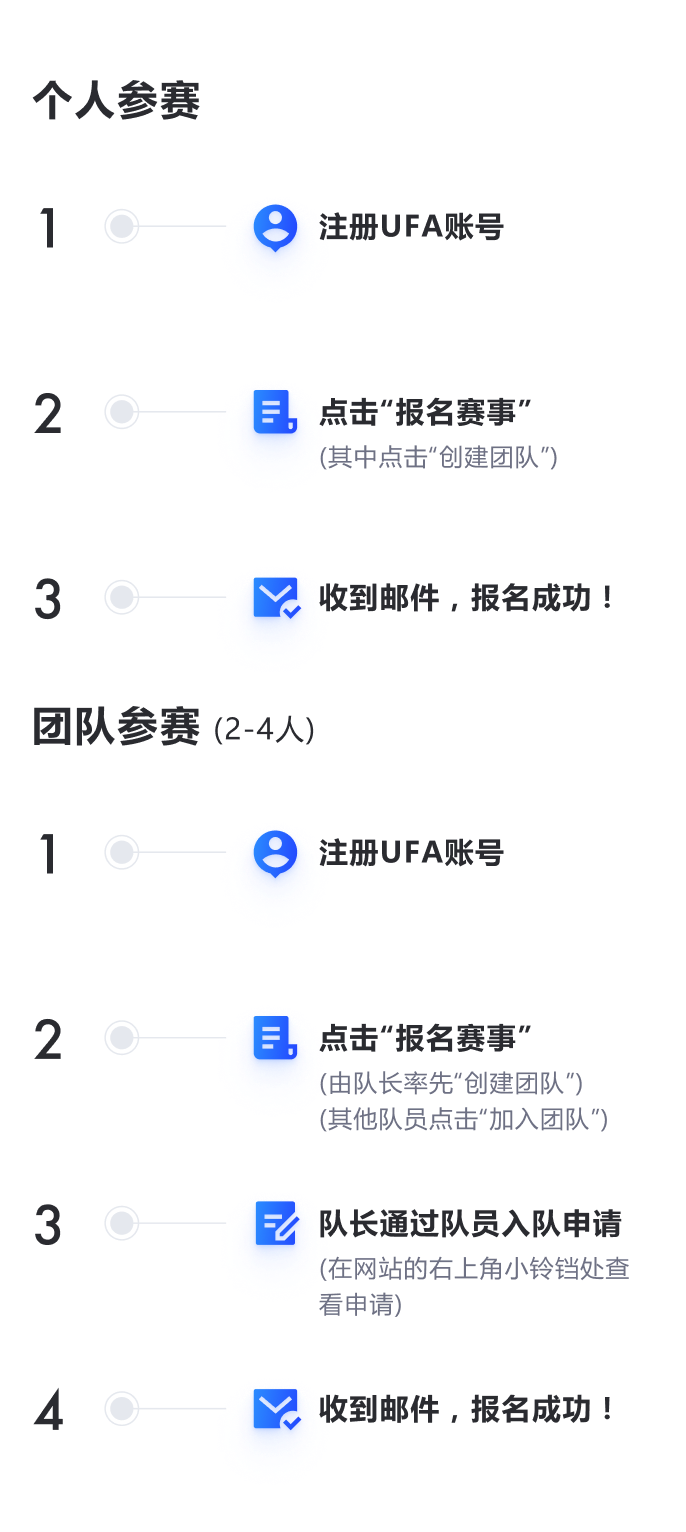 个人参赛
1 注册UFA账号
2 点击“报名赛事”
(其中点击“创建团队”)
3 收到邮件，报名成功！
团队参赛 (2-4人)
1 注册UFA账号
2 点击“报名赛事”
(由队长率先“创建团队”)
(其他队员点击“加入团队”)
3 队长通过队员入队申请
(在网站的右上角小铃铛处查
看申请)
4 收到邮件，报名成功！